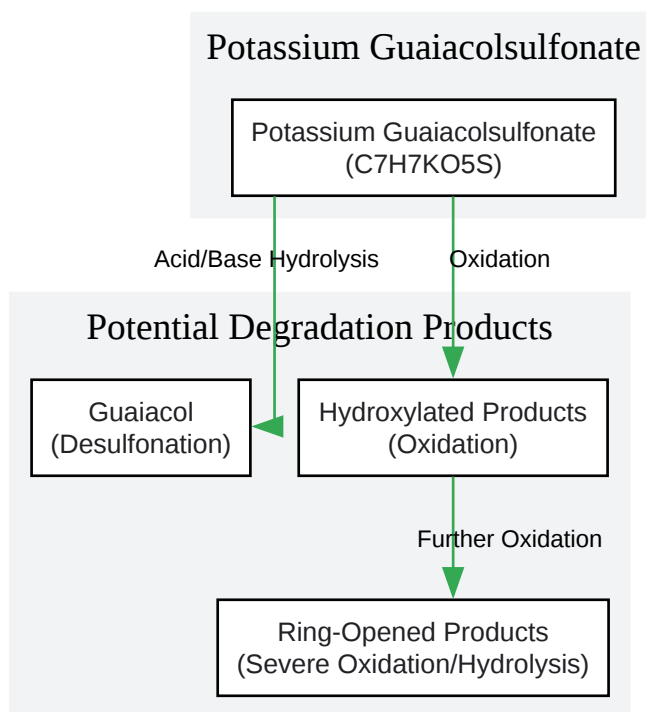 Potassium Guaiacolsulfonate
Potassium Guaiacolsulfonate
(C7H7KO5S)
Acid/Base Hydrolysis
Oxidation
Potential Degradation Products
Guaiacol
(Desulfonation)
Hydroxylated Products
(Oxidation)
Further Oxidation
Ring-Opened Products
(Severe Oxidation/Hydrolysis)